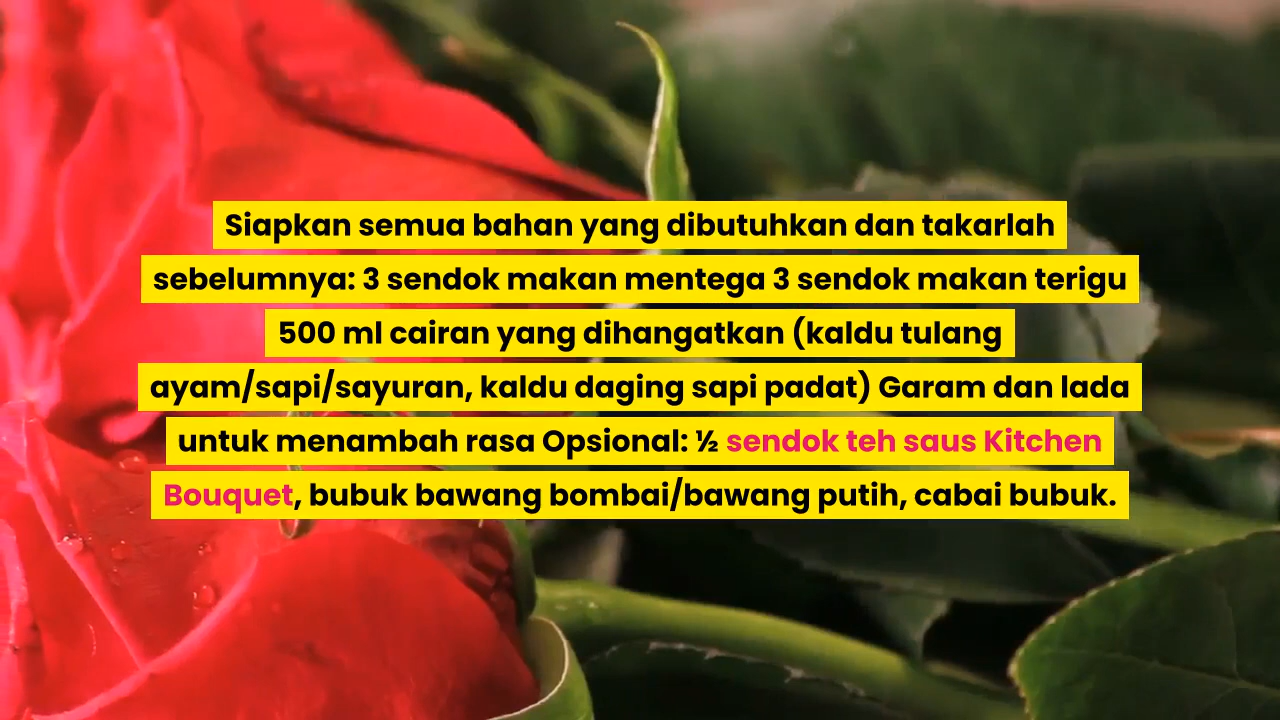 Siapkan semua bahan yang dibutuhkan dan takarlah
sebelumnya: 3 sendok makan mentega 3 sendok makan terigu
500 ml cairan yang dihangatkan (kaldu tulang
ayam/sapi/sayuran, kaldu daging sapi padat) Garam dan lada
untuk menambah rasa Opsional: ½ sendok teh saus Kitchen
Bouquet, bubuk bawang bombai/bawang putih, cabai bubuk.